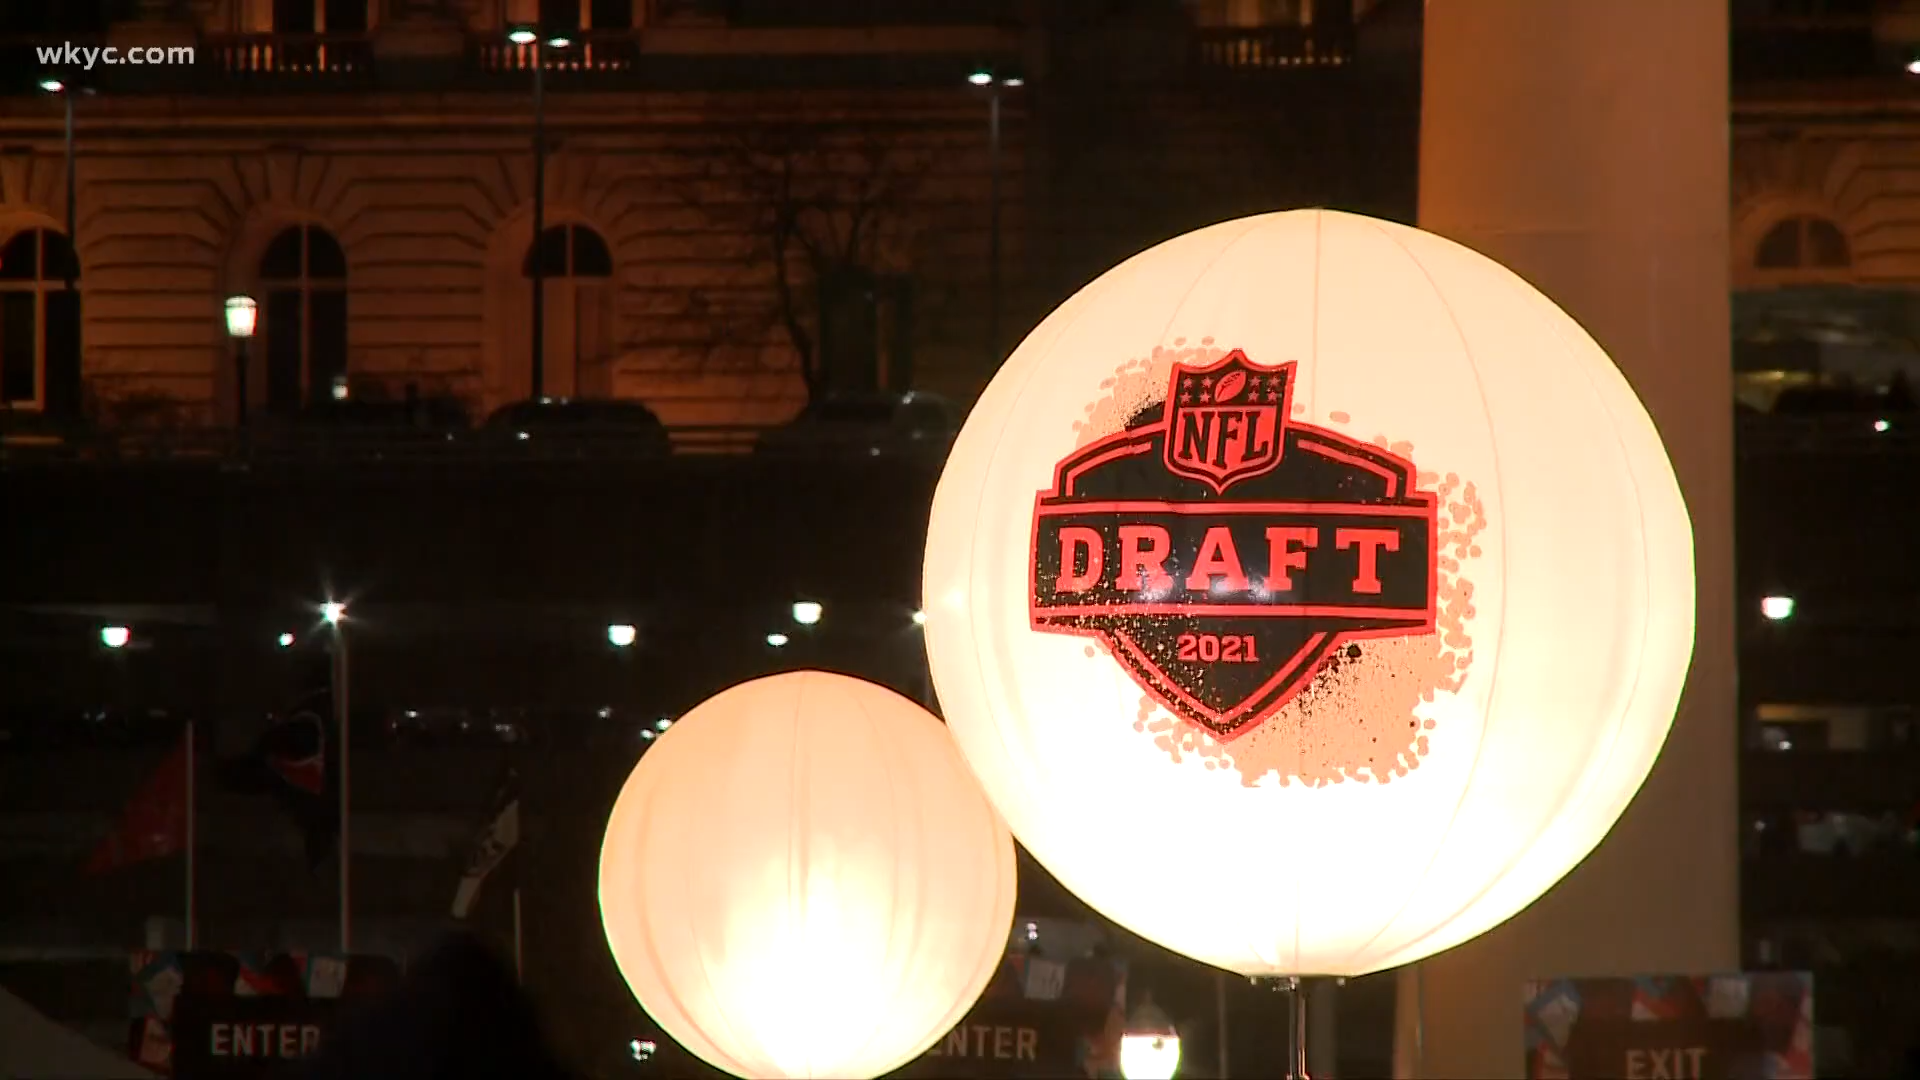 wkyc.com
NFL
DRAFT
2021
ENTER
ENTER
EXIT